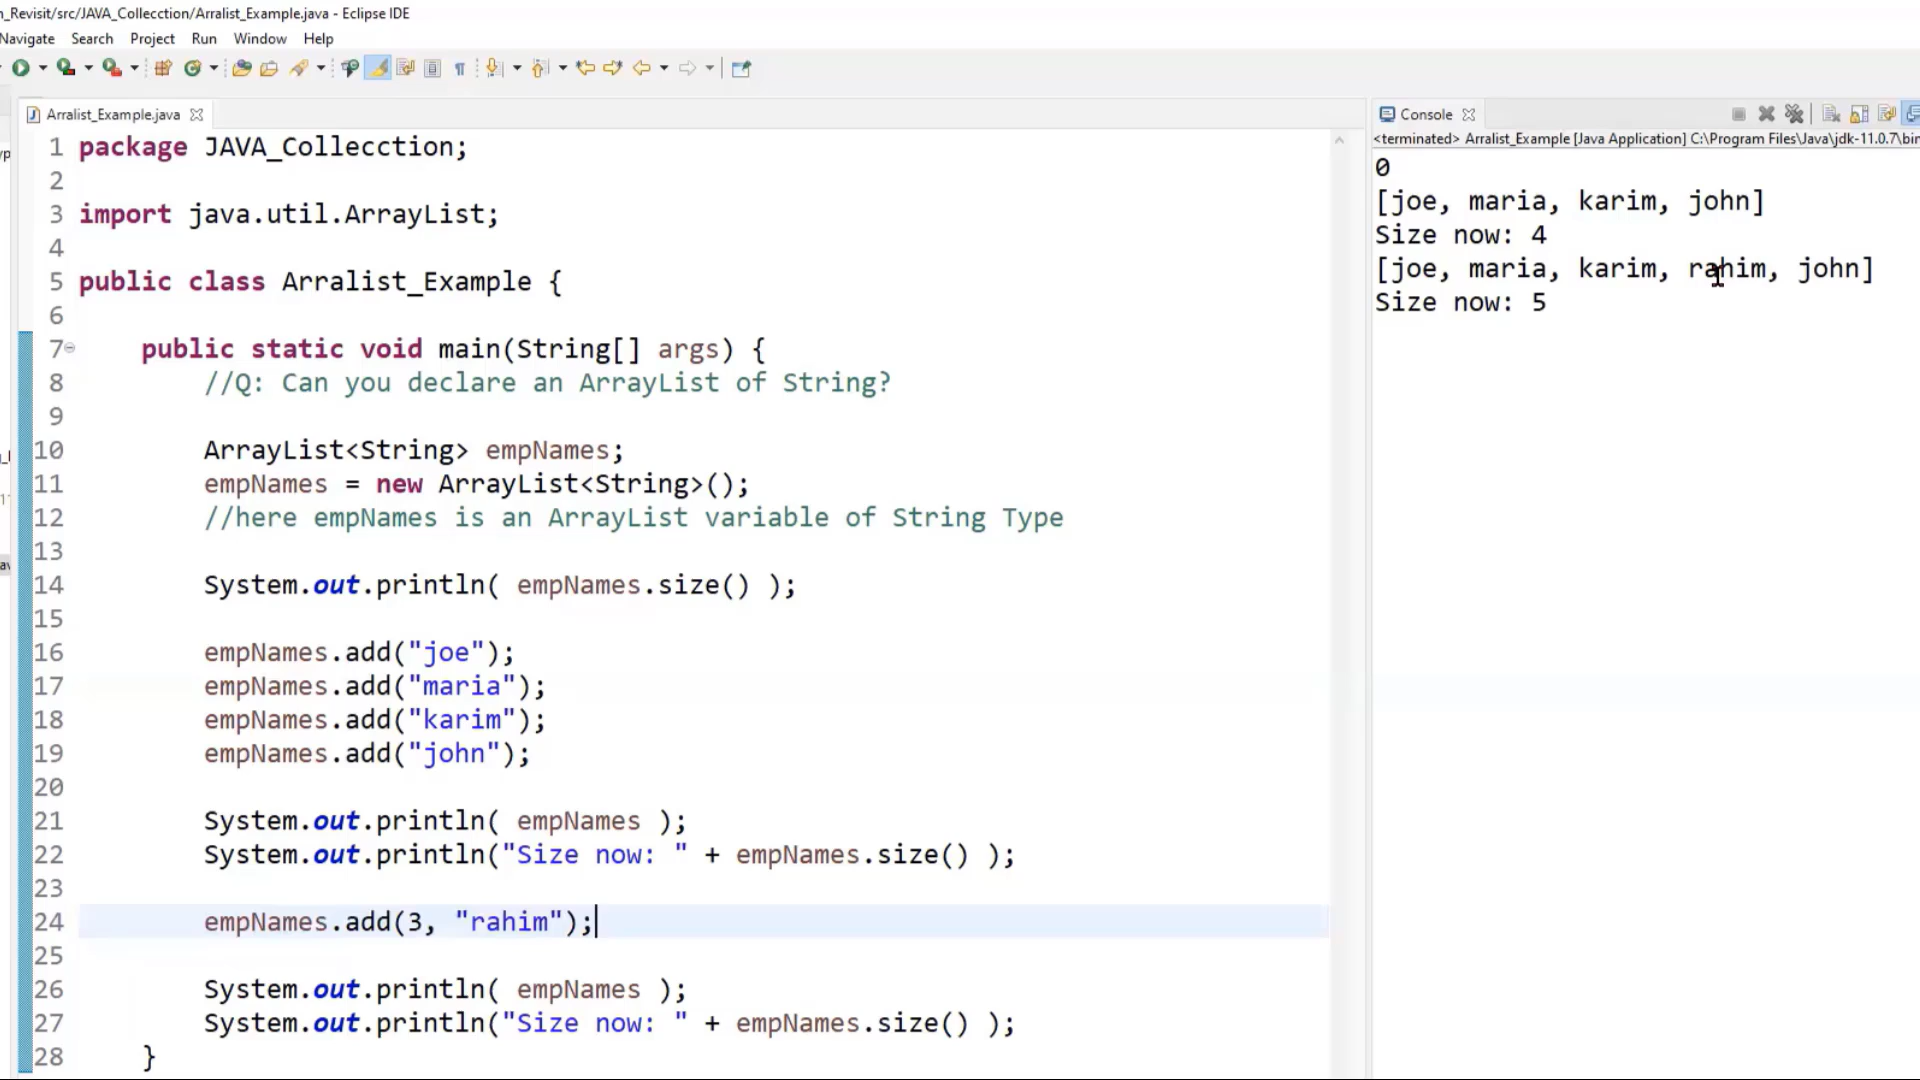 n_Revisit/src/JAVA_Collecction/Arralist_Example.java - Eclipse IDE
Navigate Search Project Run Window Help
Arralist_Example.java
1 package JAVA_Collecction;
2
3 import java.util.ArrayList;
4
5 public class Arralist_Example {
6
7 public static void main(String[] args) {
8 //Q: Can you declare an ArrayList of String?
9
10 ArrayList<String> empNames;
11 empNames = new ArrayList<String>();
12 //here empNames is an ArrayList variable of String Type
13
14 System.out.println( empNames.size() );
15
16 empNames.add("joe");
17 empNames.add("maria");
18 empNames.add("karim");
19 empNames.add("john");
20
21 System.out.println( empNames );
22 System.out.println("Size now: " + empNames.size() );
23
24 empNames.add(3, "rahim");
25
26 System.out.println( empNames );
27 System.out.println("Size now: " + empNames.size() );
28 }
Console
<terminated> Arralist_Example [Java Application] C:\Program Files\Java\jdk-11.0.7\bin
0
[joe, maria, karim, john]
Size now: 4
[joe, maria, karim, rahim, john]
Size now: 5